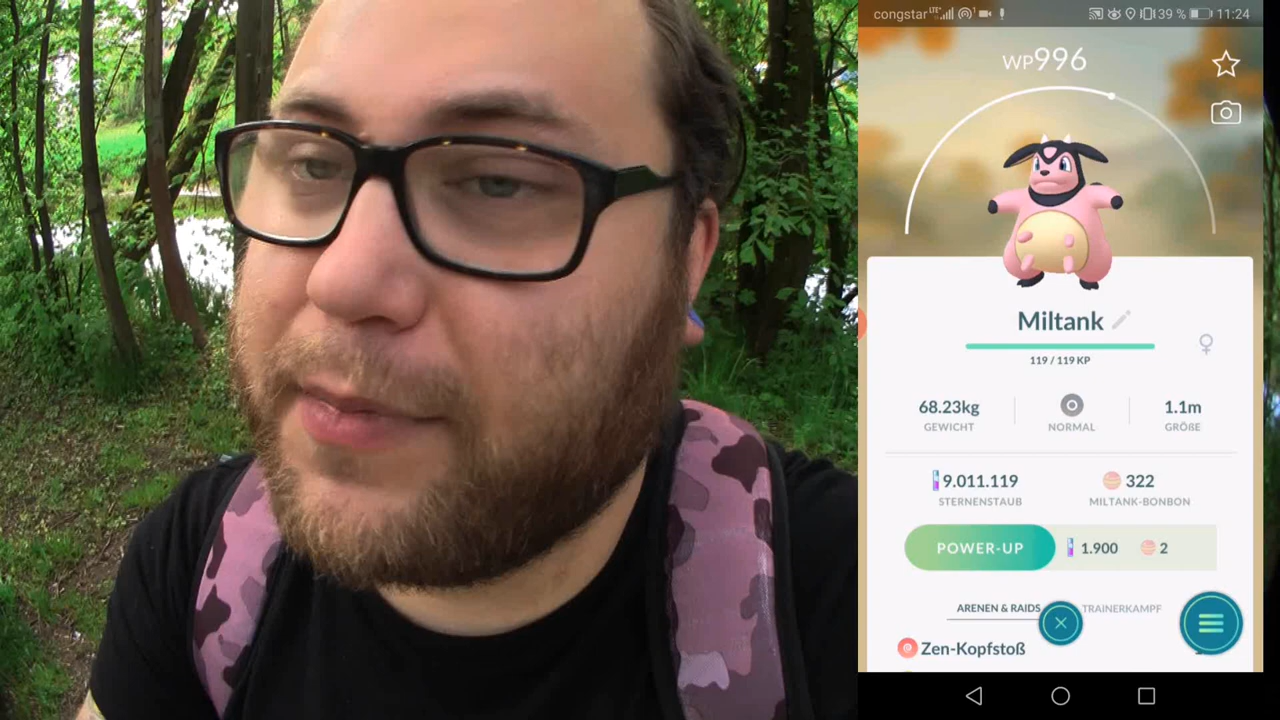 congstar LTE+ 39 % 11:24
WP996
Miltank
119 / 119 KP
68.23kg
GEWICHT
NORMAL
1.1m
GRÖẞE
9.011.119
STERNENSTAUB
322
MILTANK-BONBON
POWER-UP 1.900 2
ARENEN & RAIDS TRAINERKAMPF
Zen-Kopfstoß